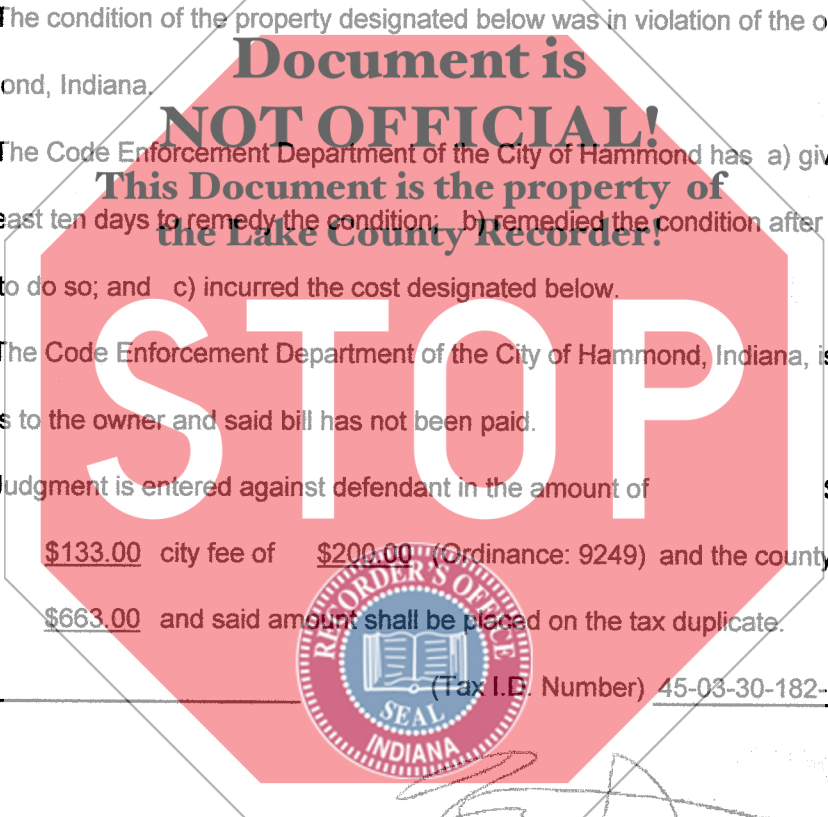 The condition of the property designated below was in violation of the o
Document is
ond, Indiana.
NOT OFFICIAL!
The Code Enforcement Department of the City of Hammond has a) giv
This Document is the property of
east ten days to remedy the condition; b) remedied the condition after
the Lake County Recorder!
to do so; and c) incurred the cost designated below.
STOP
The Code Enforcement Department of the City of Hammond, Indiana, is
s to the owner and said bill has not been paid.
Judgment is entered against defendant in the amount of
$133.00 city fee of $200.00 (Ordinance: 9249) and the county
$663.00 and said amount shall be placed on the tax duplicate.
RECORDER'S OFFICE
(Tax I.D. Number) 45-03-30-182-
SEAL
INDIANA